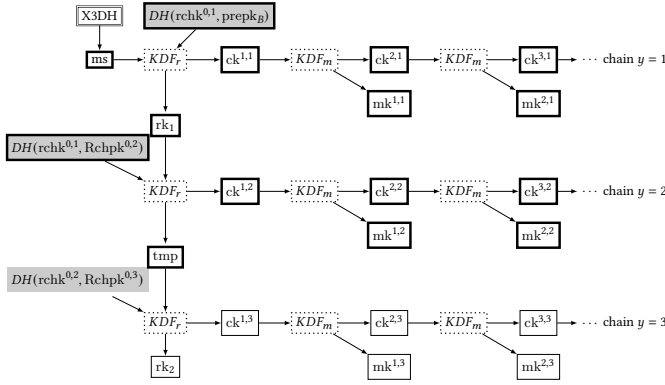 X3DH
DH(rchk^{0,1}, prepk_B)
ms KDF_r ck^{1,1} KDF_m ck^{2,1} KDF_m ck^{3,1} ··· chain y = 1
mk^{1,1} mk^{2,1}
rk_1
DH(rchk^{0,1}, Rchpk^{0,2})
KDF_r ck^{1,2} KDF_m ck^{2,2} KDF_m ck^{3,2} ··· chain y = 2
mk^{1,2} mk^{2,2}
tmp
DH(rchk^{0,2}, Rchpk^{0,3})
KDF_r ck^{1,3} KDF_m ck^{2,3} KDF_m ck^{3,3} ··· chain y = 3
rk_2 mk^{1,3} mk^{2,3}